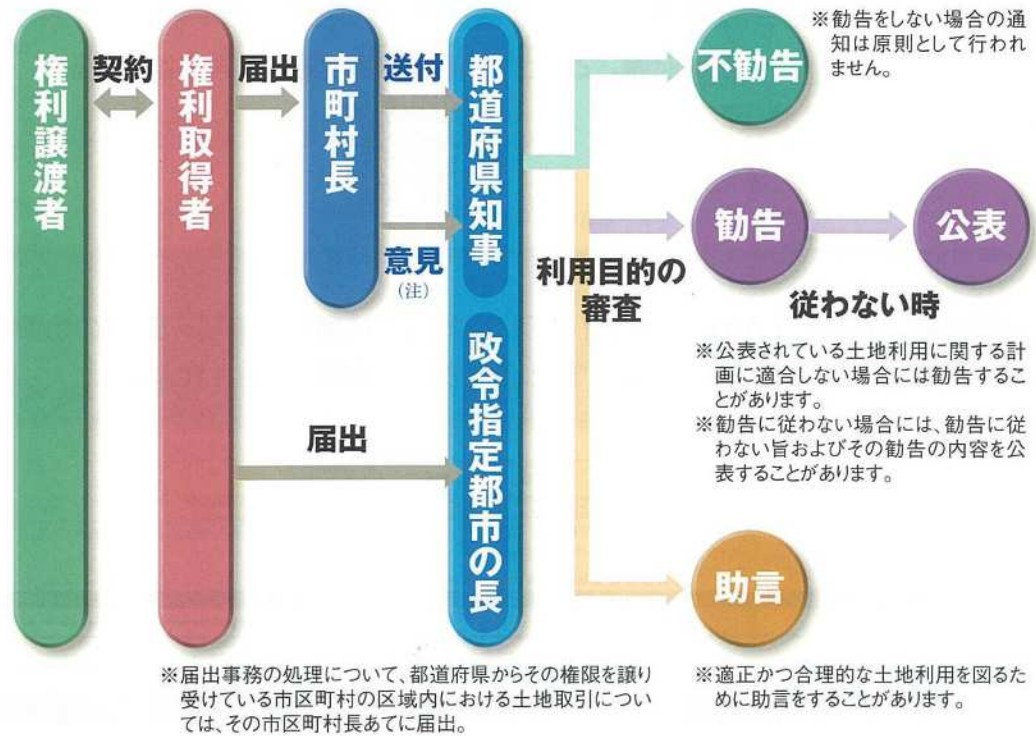 権利譲渡者
契約
権利取得者
届出
市町村長
送付
意見
(注)
都道府県知事
政令指定都市の長
届出
利用目的の
審査
不勧告
※勧告をしない場合の通
知は原則として行われ
ません。
勧告
公表
従わない時
※公表されている土地利用に関する計
画に適合しない場合には勧告するこ
とがあります。
※勧告に従わない場合には、勧告に従
わない旨およびその勧告の内容を公
表することがあります。
助言
※適正かつ合理的な土地利用を図るた
めに助言をすることがあります。
※届出事務の処理について、都道府県からその権限を譲り
受けている市区町村の区域内における土地取引につい
ては、その市区町村長あてに届出。